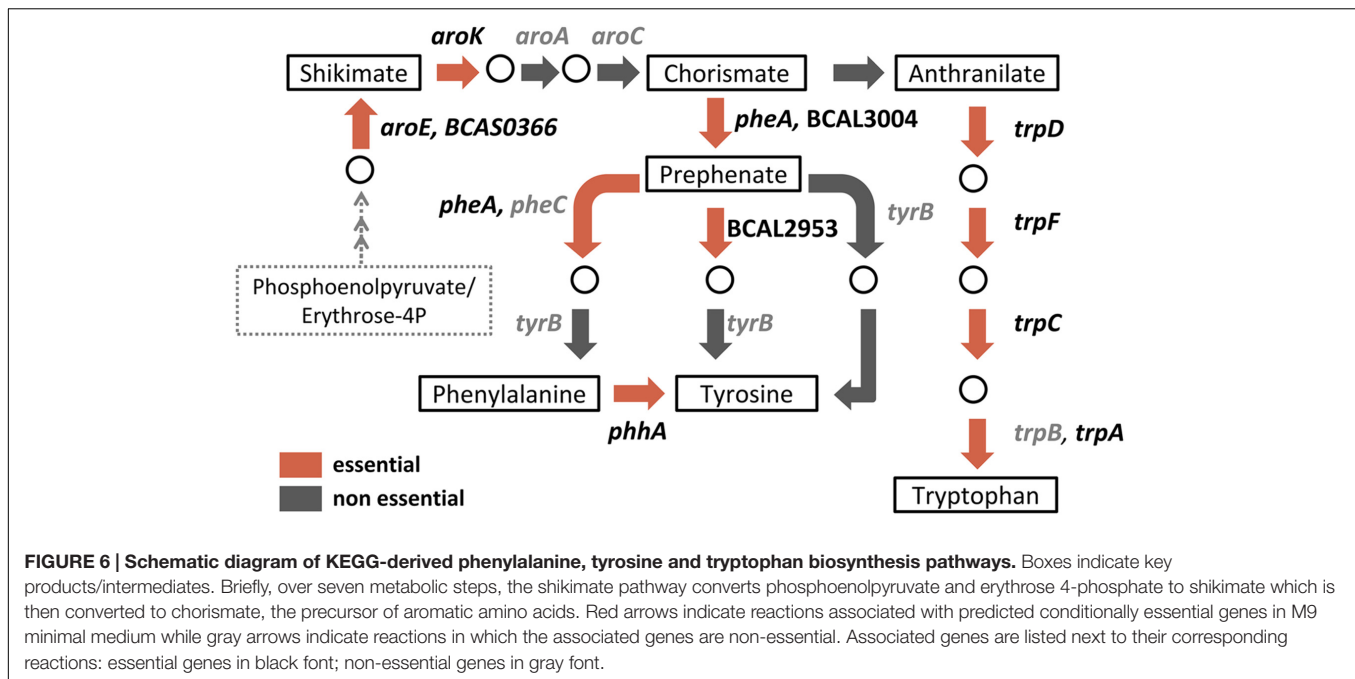 aroK
aroA
aroC
Shikimate
Chorismate
Anthranilate
aroE, BCAS0366
pheA, BCAL3004
trpD
Prephenate
pheA, pheC
BCAL2953
tyrB
trpF
Phosphoenolpyruvate/
Erythrose-4P
tyrB
tyrB
trpC
Phenylalanine
Tyrosine
phhA
trpB, trpA
essential
non essential
Tryptophan
FIGURE 6 | Schematic diagram of KEGG-derived phenylalanine, tyrosine and tryptophan biosynthesis pathways. Boxes indicate key
products/intermediates. Briefly, over seven metabolic steps, the shikimate pathway converts phosphoenolpyruvate and erythrose 4-phosphate to shikimate which is
then converted to chorismate, the precursor of aromatic amino acids. Red arrows indicate reactions associated with predicted conditionally essential genes in M9
minimal medium while gray arrows indicate reactions in which the associated genes are non-essential. Associated genes are listed next to their corresponding
reactions: essential genes in black font; non-essential genes in gray font.